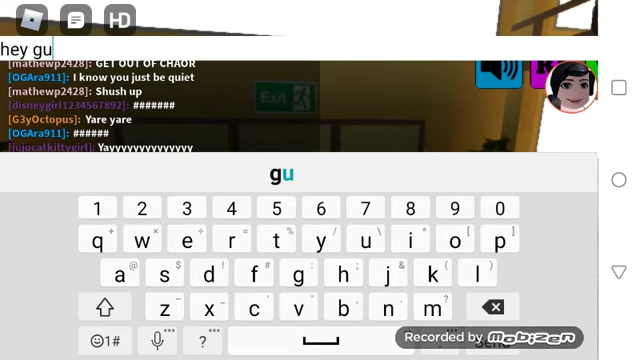 HD
hey gu
[mathewp2428]: GET OUT OF CHAOR
[OGAra911]: I know you just be quiet
[mathewp2428]: Shush up
[disneygirl1234567892]: #######
[G3yOctopus]: Yare yare
[OGAra911]: ######
[jujucatkittygirl]: Yayyyyyyyyyyyyy
Exit
gu
1 2 3 4 5 6 7 8 9 0
q w e r t y u i o p
a s d f g h j k l
z x c v b n m
1# ?
Recorded by Mobizen